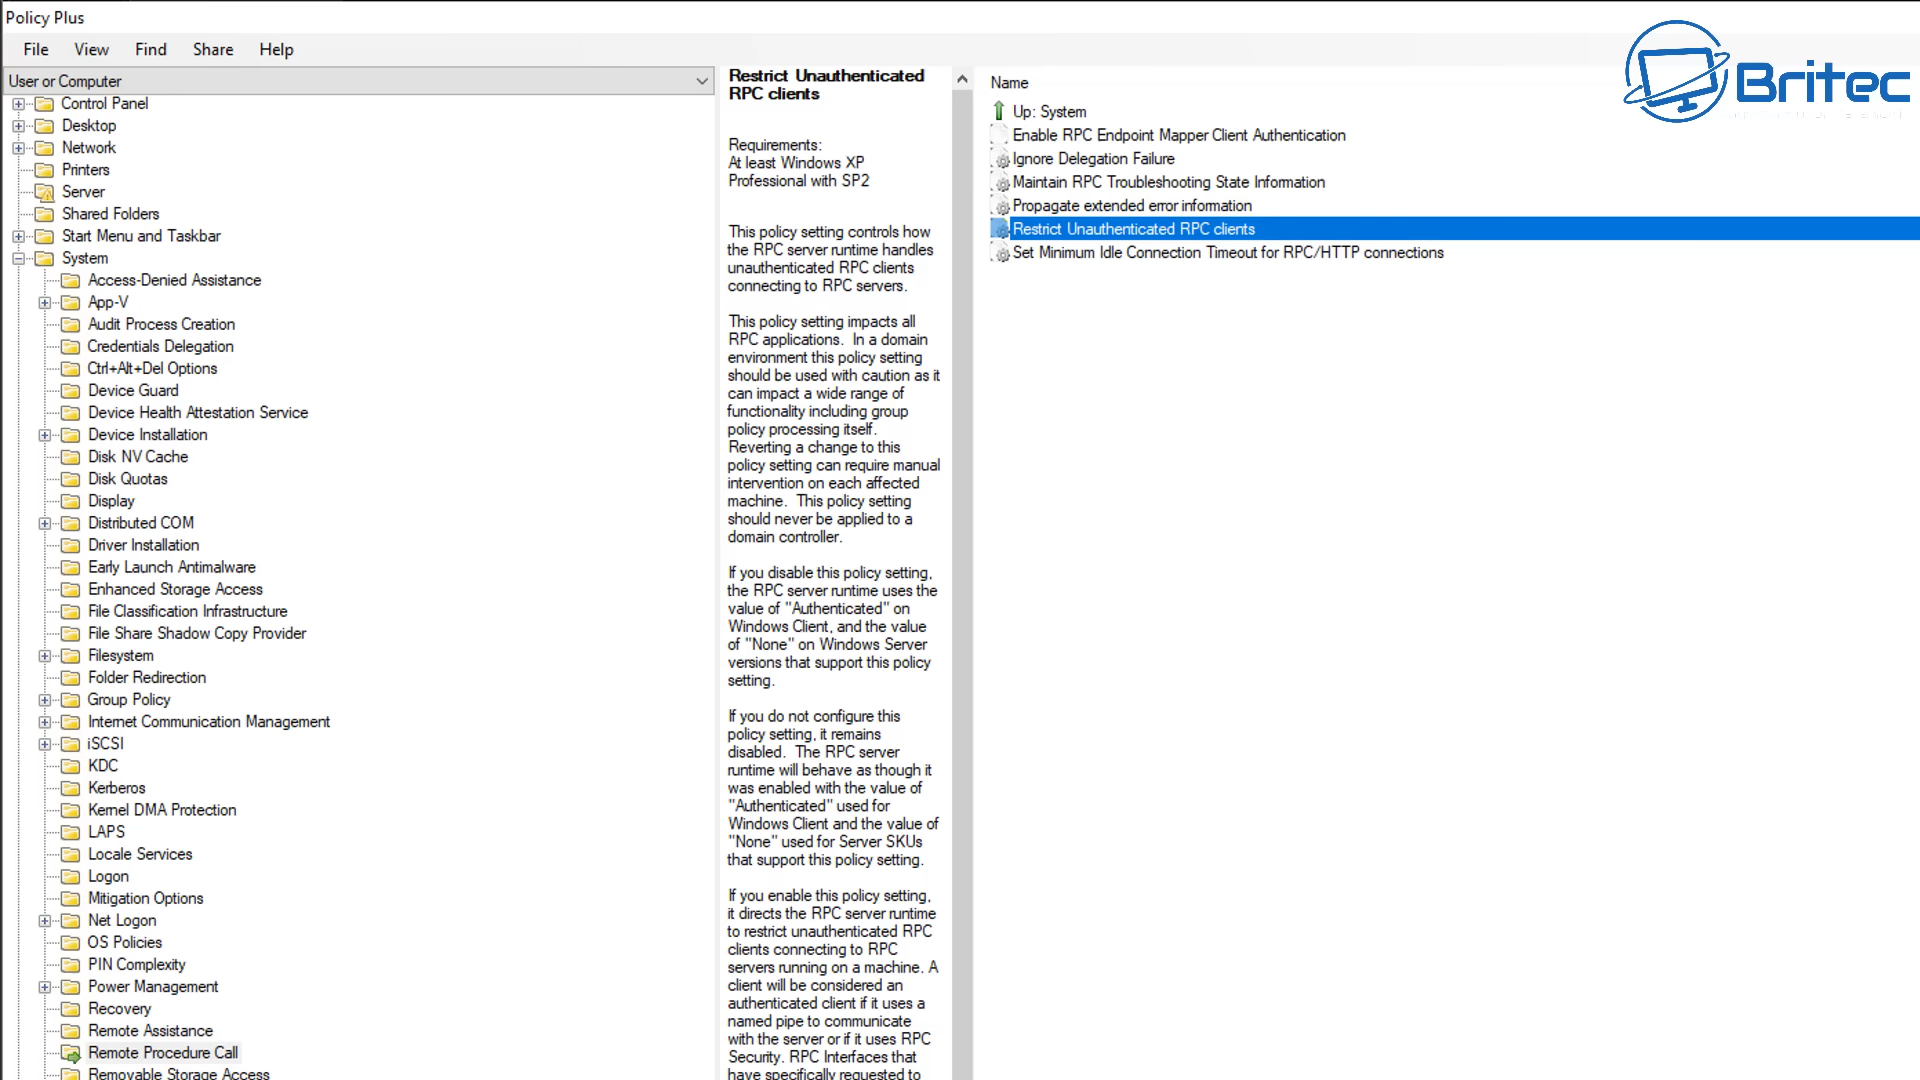 Policy Plus
File View Find Share Help
User or Computer
Control Panel
Desktop
Network
Printers
Server
Shared Folders
Start Menu and Taskbar
System
Access-Denied Assistance
App-V
Audit Process Creation
Credentials Delegation
Ctrl+Alt+Del Options
Device Guard
Device Health Attestation Service
Device Installation
Disk NV Cache
Disk Quotas
Display
Distributed COM
Driver Installation
Early Launch Antimalware
Enhanced Storage Access
File Classification Infrastructure
File Share Shadow Copy Provider
Filesystem
Folder Redirection
Group Policy
Internet Communication Management
iSCSI
KDC
Kerberos
Kernel DMA Protection
LAPS
Locale Services
Logon
Mitigation Options
Net Logon
OS Policies
PIN Complexity
Power Management
Recovery
Remote Assistance
Remote Procedure Call
Removable Storage Access
Restrict Unauthenticated
RPC clients
Requirements:
At least Windows XP
Professional with SP2
This policy setting controls how
the RPC server runtime handles
unauthenticated RPC clients
connecting to RPC servers.
This policy setting impacts all
RPC applications. In a domain
environment this policy setting
should be used with caution as it
can impact a wide range of
functionality including group
policy processing itself.
Reverting a change to this
policy setting can require manual
intervention on each affected
machine. This policy setting
should never be applied to a
domain controller.
If you disable this policy setting,
the RPC server runtime uses the
value of "Authenticated" on
Windows Client, and the value
of "None" on Windows Server
versions that support this policy
setting.
If you do not configure this
policy setting, it remains
disabled. The RPC server
runtime will behave as though it
was enabled with the value of
"Authenticated" used for
Windows Client and the value of
"None" used for Server SKUs
that support this policy setting.
If you enable this policy setting,
it directs the RPC server runtime
to restrict unauthenticated RPC
clients connecting to RPC
servers running on a machine. A
client will be considered an
authenticated client if it uses a
named pipe to communicate
with the server or if it uses RPC
Security. RPC Interfaces that
have specifically requested to
Name
Up: System
Enable RPC Endpoint Mapper Client Authentication
Ignore Delegation Failure
Maintain RPC Troubleshooting State Information
Propagate extended error information
Restrict Unauthenticated RPC clients
Set Minimum Idle Connection Timeout for RPC/HTTP connections
Britec